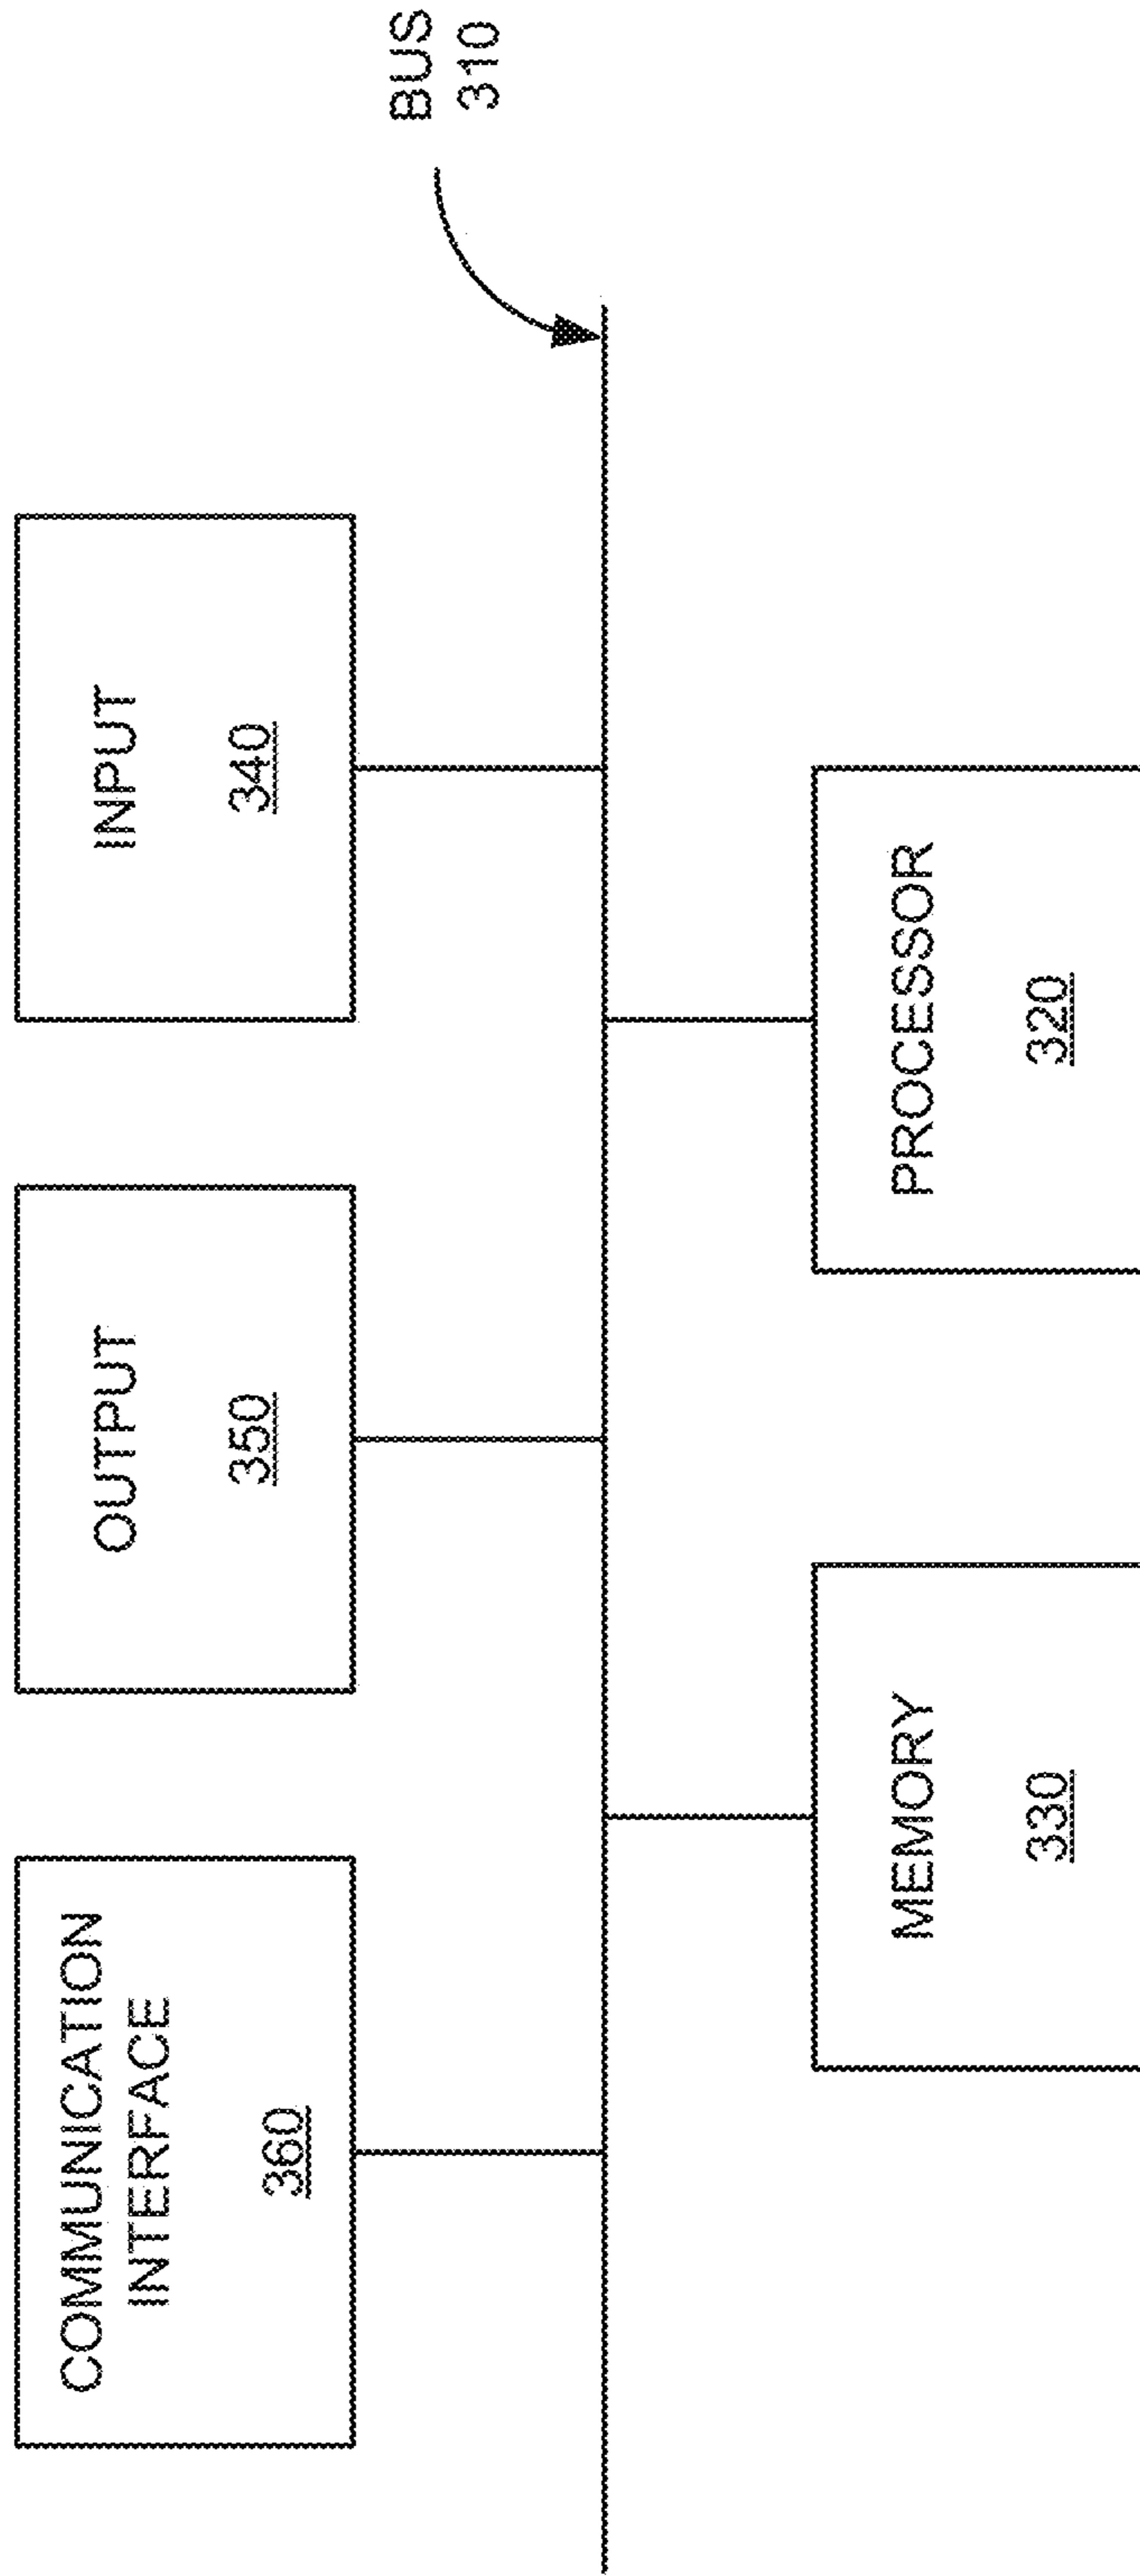 COMMUNICATION
INTERFACE
360
OUTPUT
350
INPUT
340
BUS
310
MEMORY
330
PROCESSOR
320